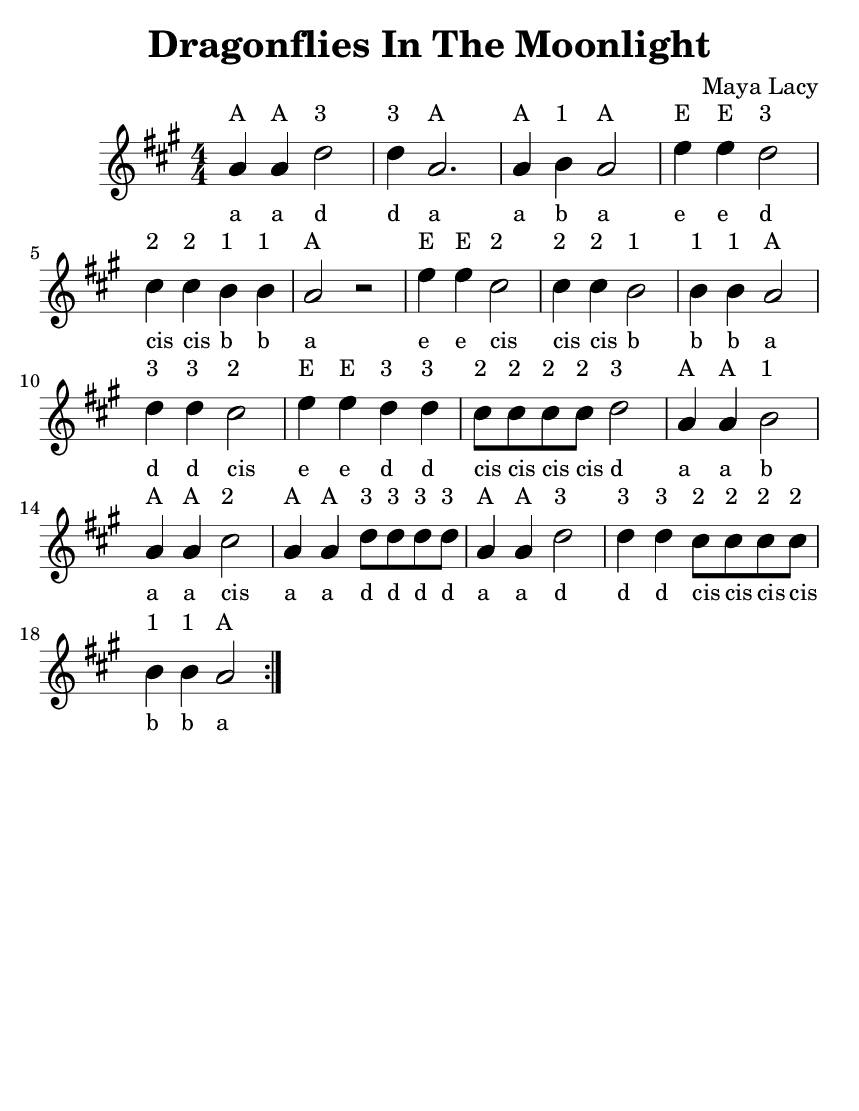 Dragonflies In The Moonlight
Maya Lacy
A A 3 3 A A 1 A E E 3
4
4
a a d d a a b a e e d
2 2 1 1 A E E 2 2 2 1 1 1 A
5
cis cis b b a e e cis cis cis b b b a
3 3 2 E E 3 3 2 2 2 2 3 A A 1
10
d d cis e e d d cis cis cis cis d a a b
A A 2 A A 3 3 3 3 A A 3 3 3 2 2 2 2
14
a a cis a a d d d d a a d d d cis cis cis cis
1 1 A
18
b b a